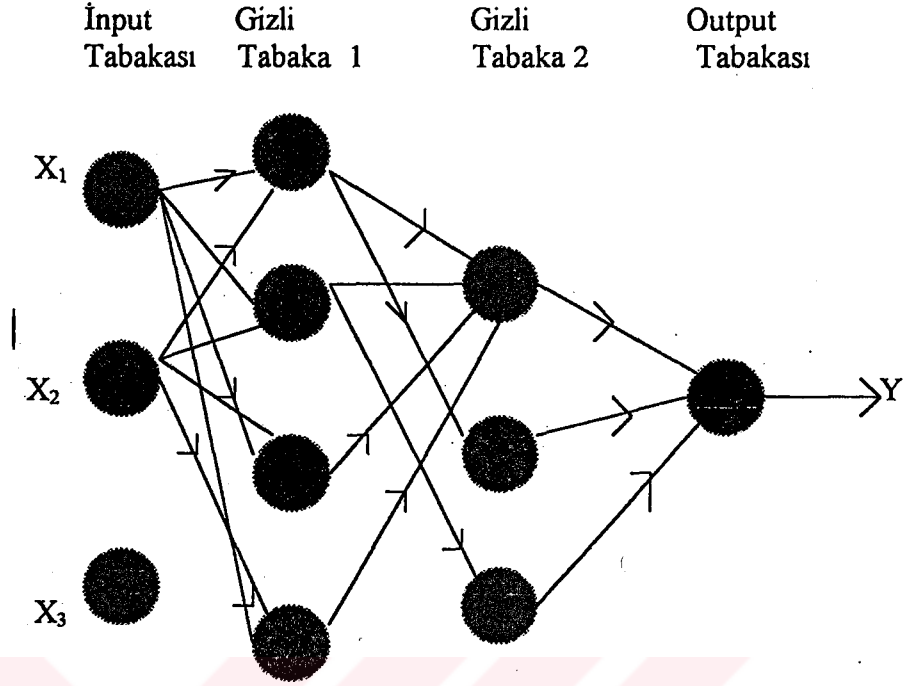 İnput Gizli Gizli Output
Tabakası Tabaka 1 Tabaka 2 Tabakası
X₁
X₂
Y
X₃